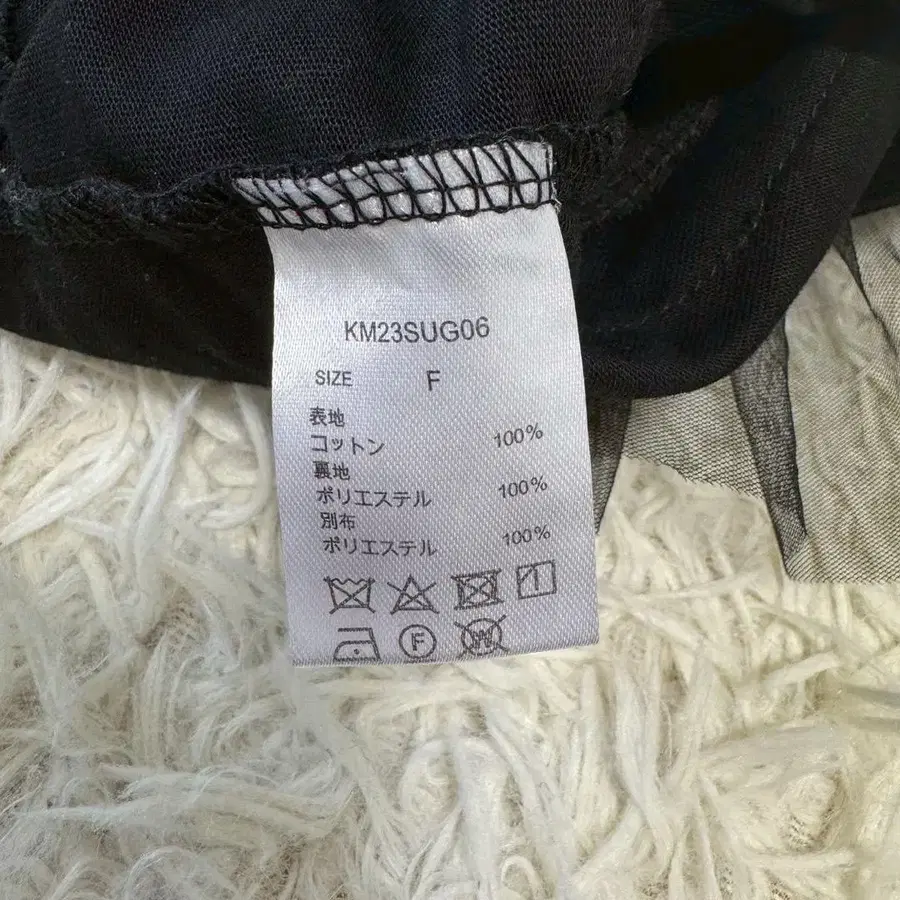 KM23SUG06
SIZE F
表地
コットン 100%
裏地
ポリエステル 100%
別布
ポリエステル 100%
F
W